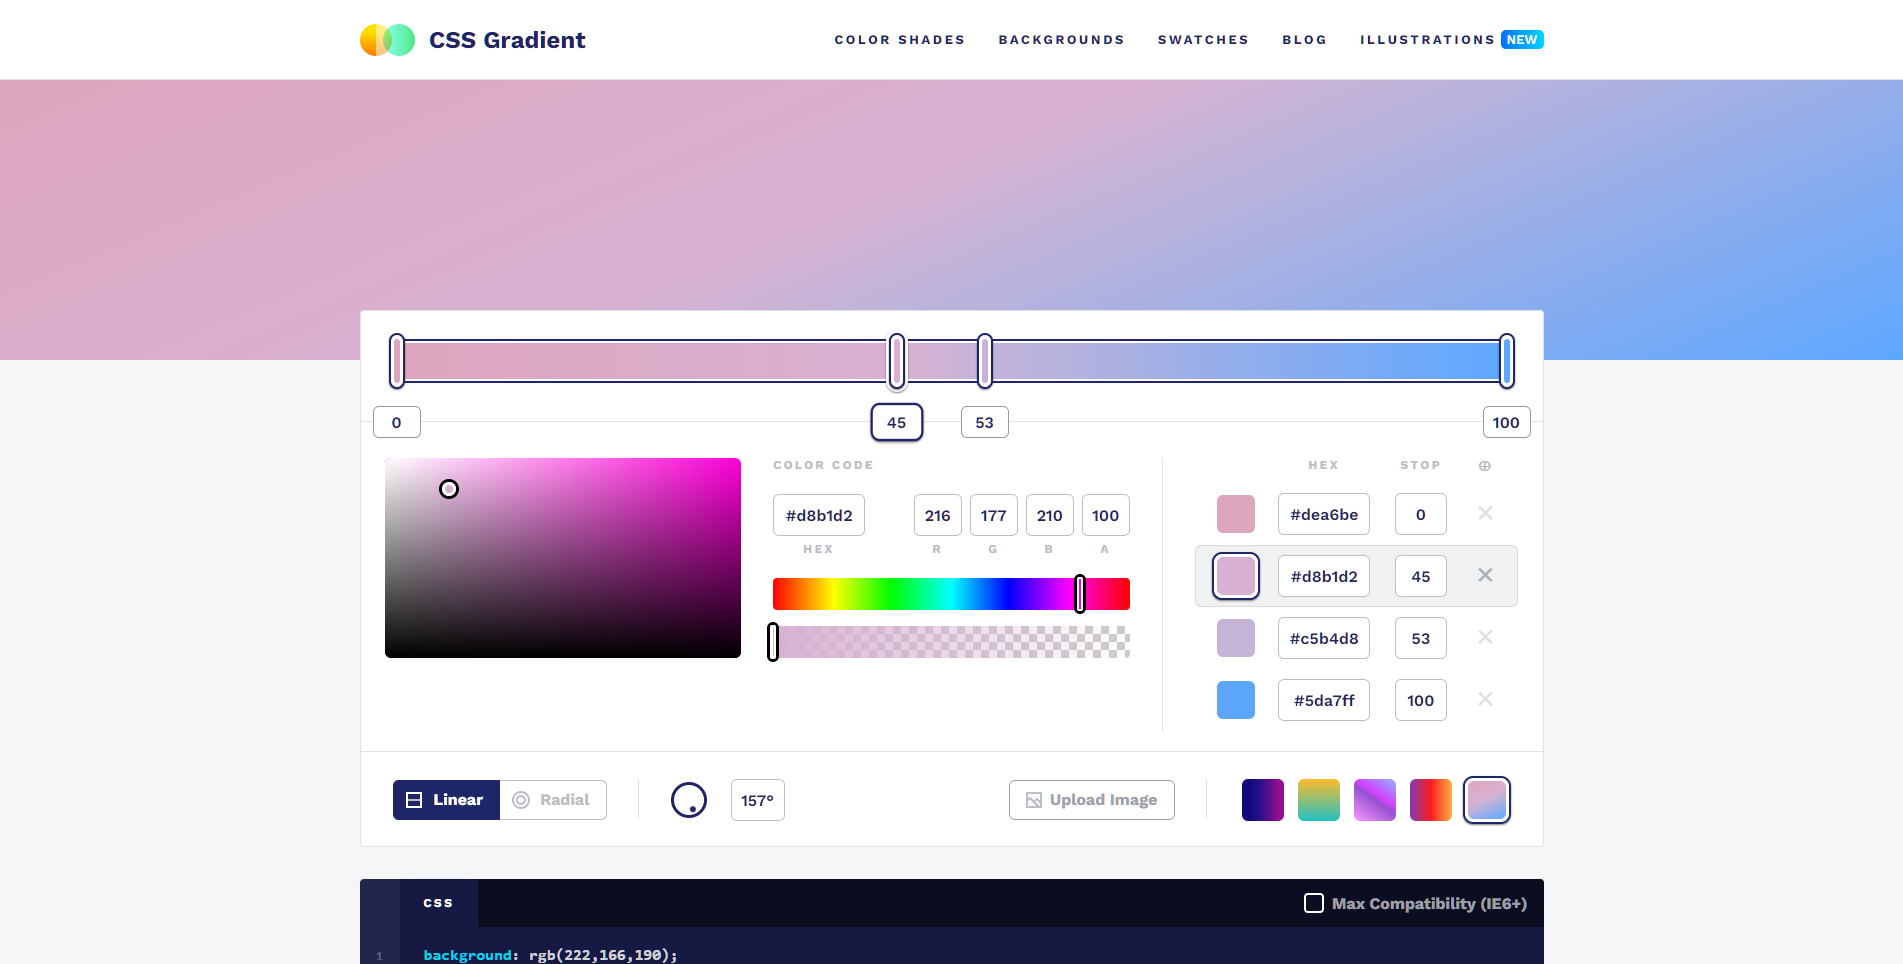 CSS Gradient
COLOR SHADES BACKGROUNDS SWATCHES BLOG ILLUSTRATIONS NEW
0 45 53 100
COLOR CODE
#d8b1d2 216 177 210 100
HEX R G B A
HEX STOP
#dea6be 0
#d8b1d2 45
#c5b4d8 53
#5da7ff 100
Linear Radial 157° Upload Image
css Max Compatibility (IE6+)
1 background: rgb(222,166,190);